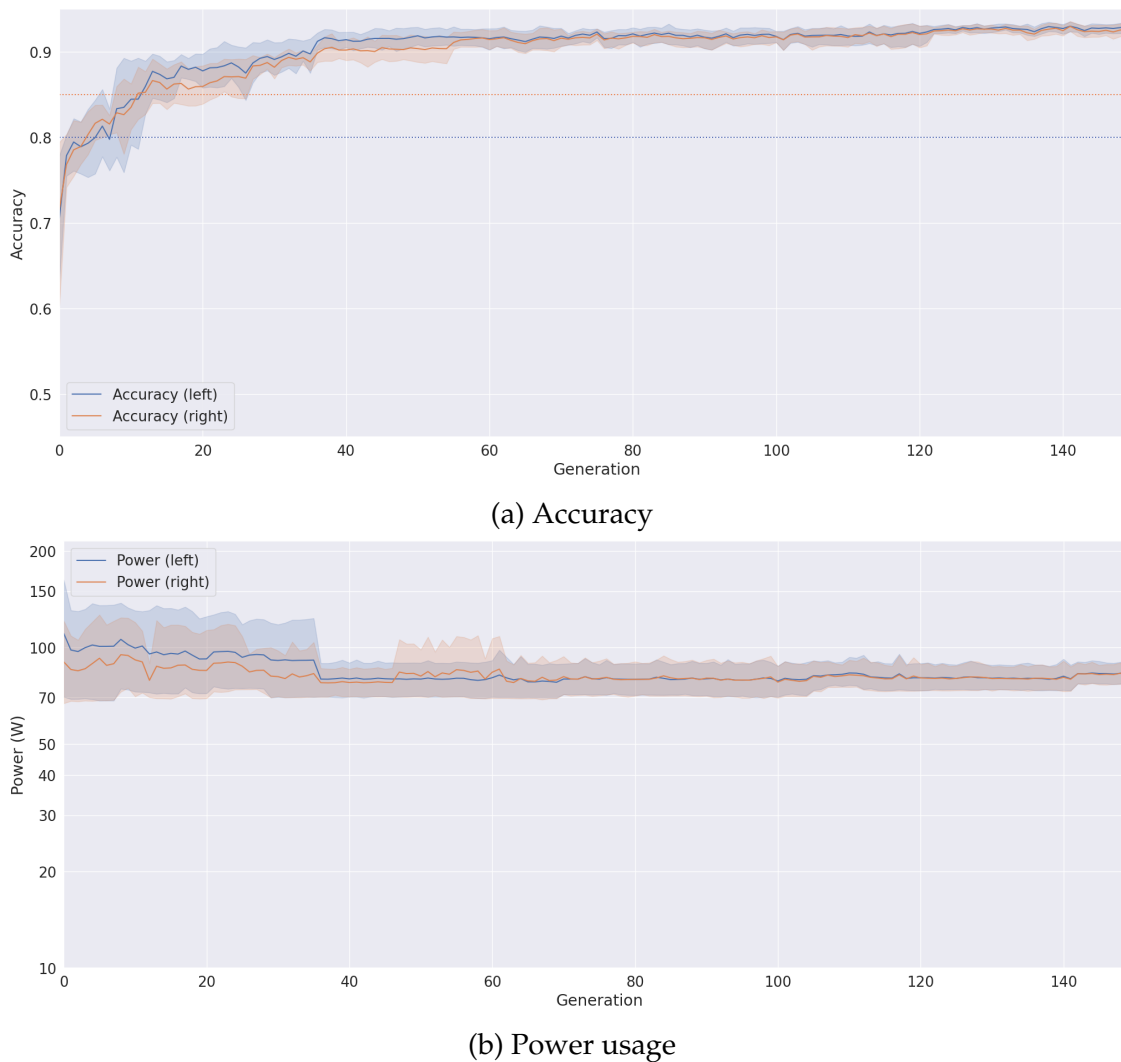 0.9
0.8
0.7
0.6
0.5
Accuracy
Accuracy (left)
Accuracy (right)
0 20 40 60 80 100 120 140
Generation
(a) Accuracy
200
150
100
70
50
40
30
20
10
Power (W)
Power (left)
Power (right)
0 20 40 60 80 100 120 140
Generation
(b) Power usage